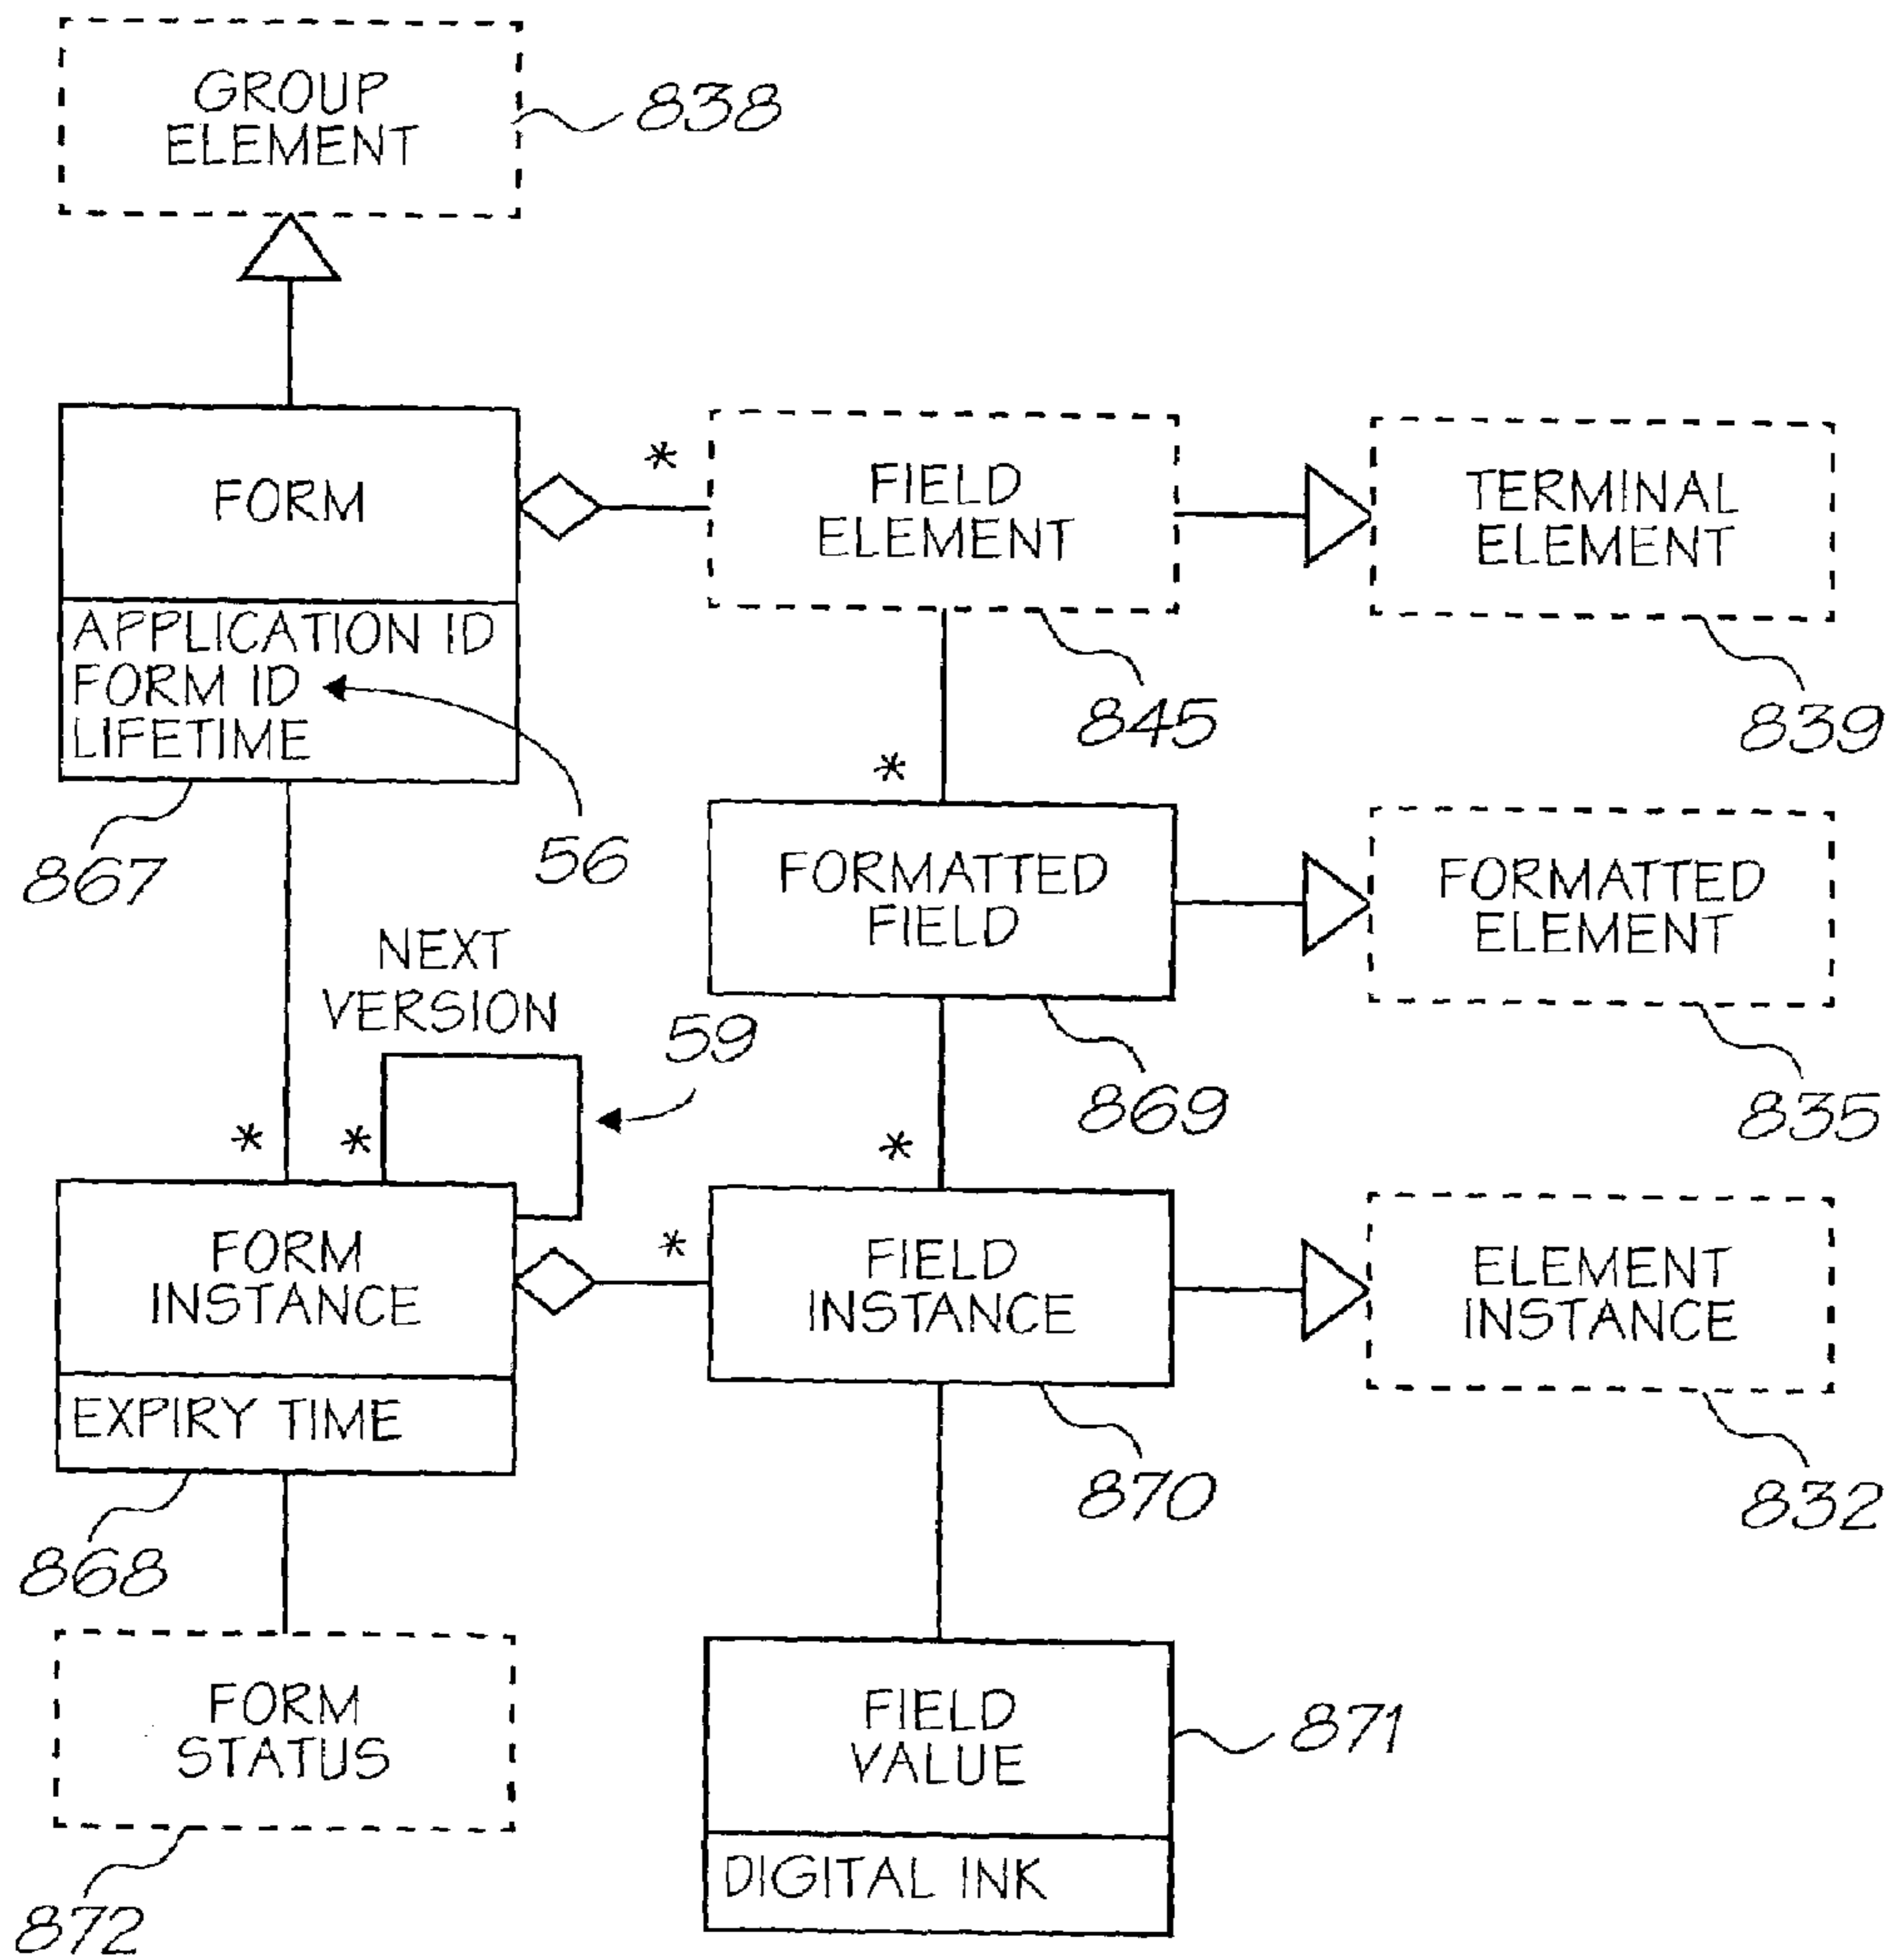 GROUP
ELEMENT
838
FORM
APPLICATION ID
FORM ID
LIFETIME
867
56
*
FIELD
ELEMENT
845
TERMINAL
ELEMENT
839
*
FORMATTED
FIELD
869
FORMATTED
ELEMENT
835
NEXT
VERSION
59
*
*
FORM
INSTANCE
EXPIRY TIME
868
*
*
FIELD
INSTANCE
870
ELEMENT
INSTANCE
832
FORM
STATUS
872
FIELD
VALUE
DIGITAL INK
871